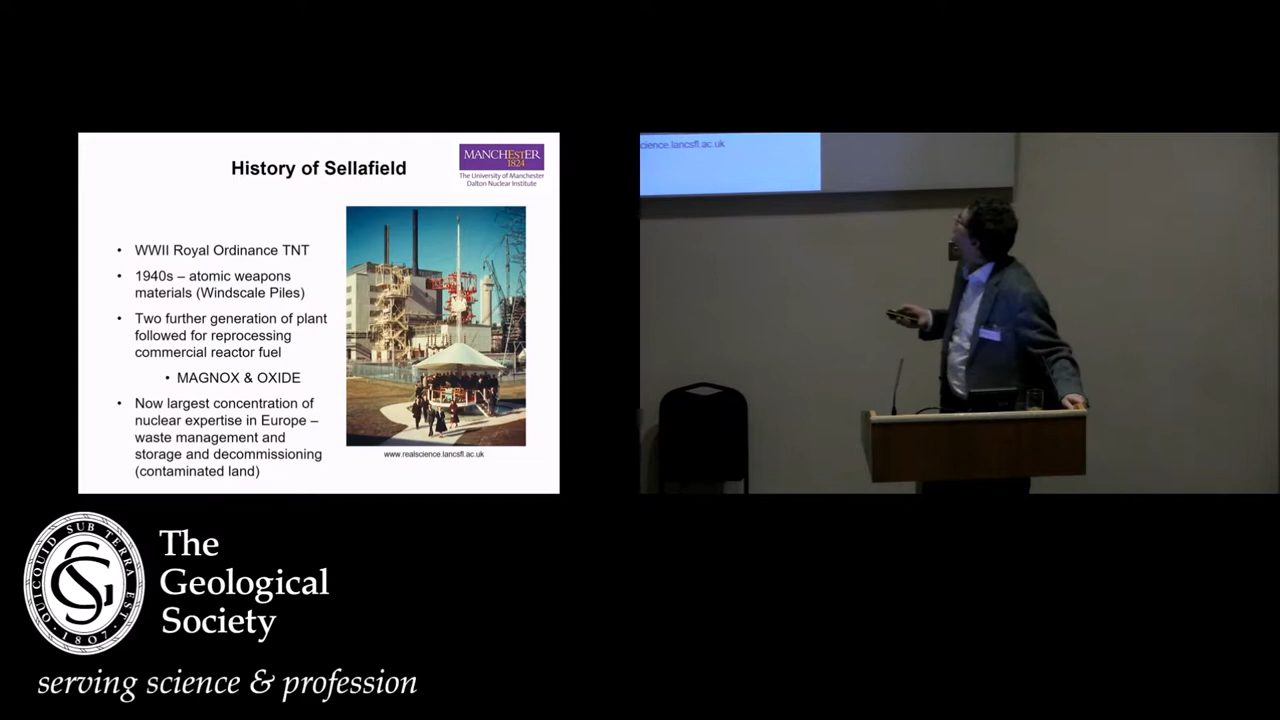 History of Sellafield
MANCHESTER
1824
The University of Manchester
Dalton Nuclear Institute
• WWII Royal Ordinance TNT
• 1940s – atomic weapons
materials (Windscale Piles)
• Two further generation of plant
followed for reprocessing
commercial reactor fuel
• MAGNOX & OXIDE
• Now largest concentration of
nuclear expertise in Europe –
waste management and
storage and decommissioning
(contaminated land)
www.realscience.lancsfl.ac.uk
cience.lancsfl.ac.uk
QUICQUID SUB TERRA EST
1807
The
Geological
Society
serving science & profession